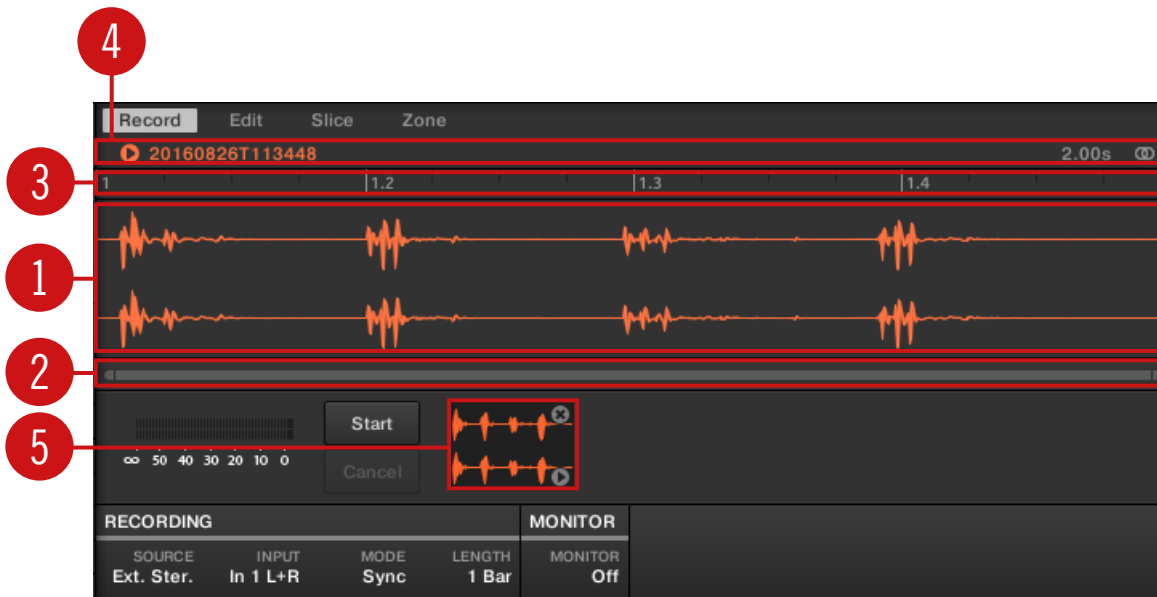 4
Record Edit Slice Zone
20160826T113448 2.00s
3
1 1.2 1.3 1.4
1
2
5
Start
∞ 50 40 30 20 10 0
Cancel
RECORDING MONITOR
SOURCE INPUT MODE LENGTH MONITOR
Ext. Ster. In 1 L+R Sync 1 Bar Off